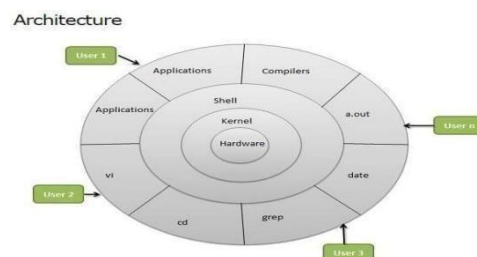 Architecture
User 1
Applications
Compilers
Applications
Shell
a.out
Kernel
User n
Hardware
vi
date
User 2
cd
grep
User 3